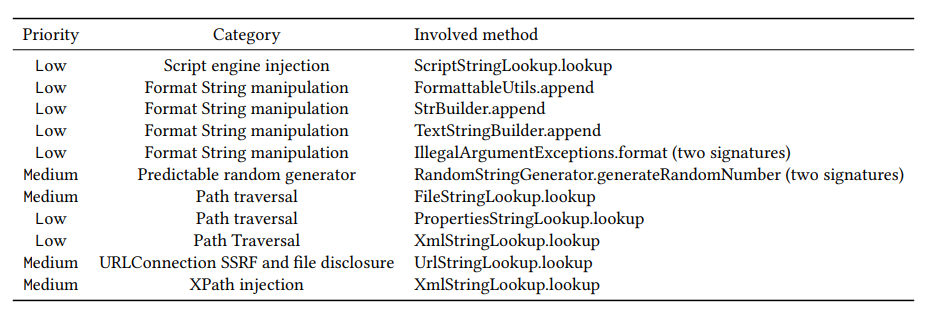 Priority Category Involved method
Low Script engine injection ScriptStringLookup.lookup
Low Format String manipulation FormattableUtils.append
Low Format String manipulation StrBuilder.append
Low Format String manipulation TextStringBuilder.append
Low Format String manipulation IllegalArgumentExceptions.format (two signatures)
Medium Predictable random generator RandomStringGenerator.generateRandomNumber (two signatures)
Medium Path traversal FileStringLookup.lookup
Low Path traversal PropertiesStringLookup.lookup
Low Path Traversal XmlStringLookup.lookup
Medium URLConnection SSRF and file disclosure UrlStringLookup.lookup
Medium XPath injection XmlStringLookup.lookup